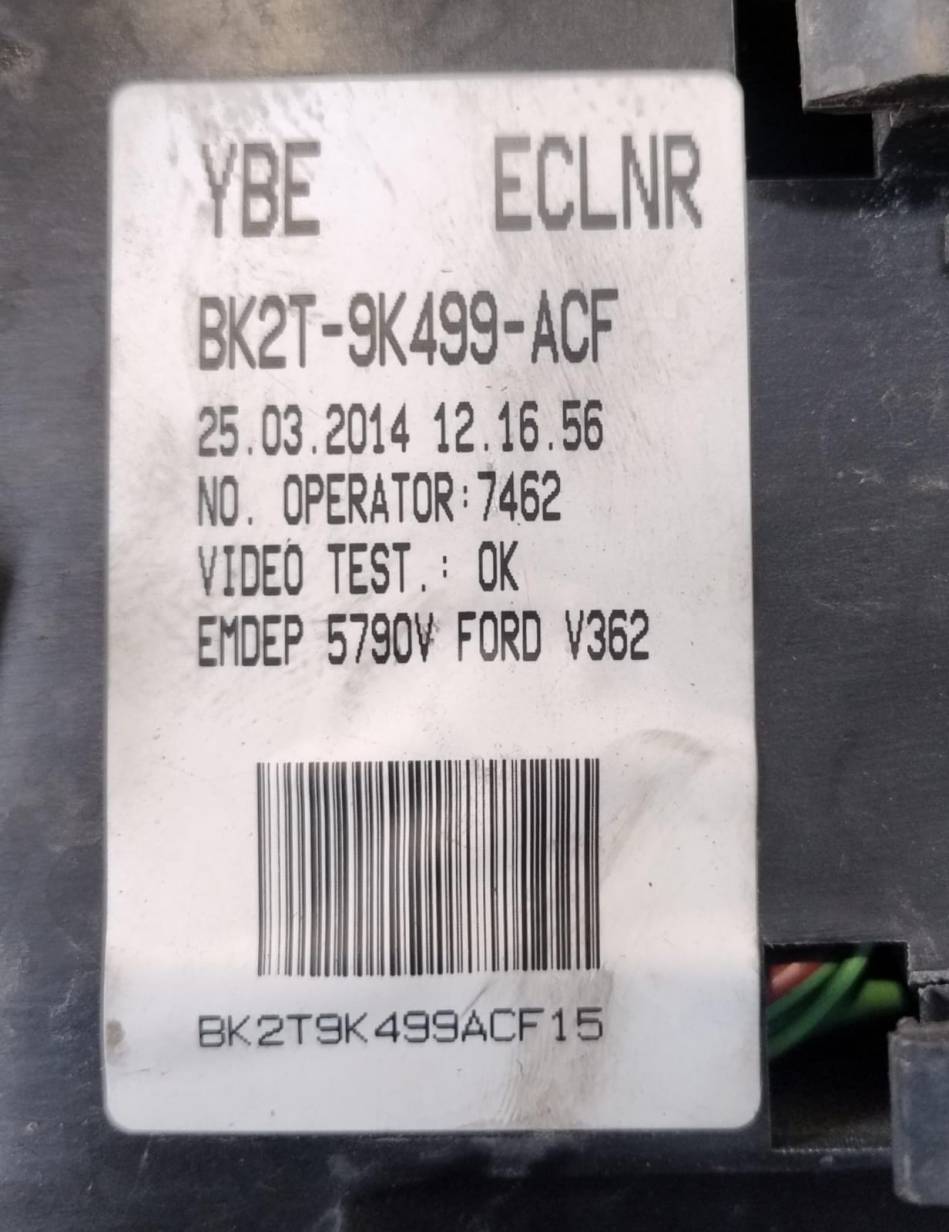 YBE ECLNR
BK2T-9K499-ACF
25.03.2014 12.16.56
NO. OPERATOR:7462
VIDEO TEST.: OK
EMDEP 5790V FORD V362
BK2T9K499ACF15